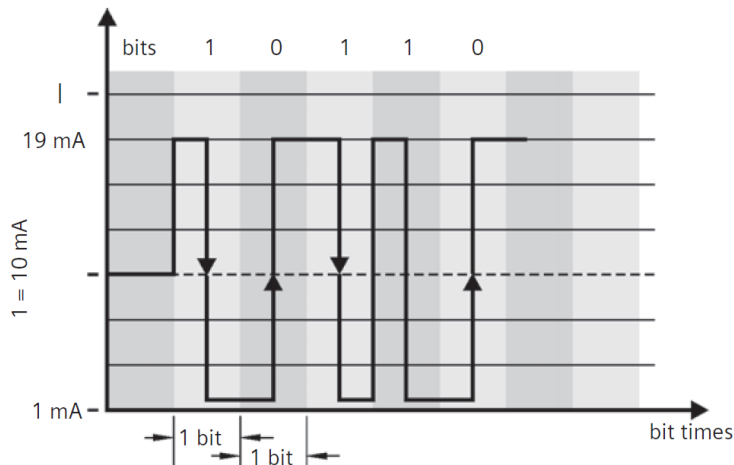 bits 1 0 1 1 0
I
19 mA
1 = 10 mA
1 mA
bit times
1 bit
1 bit